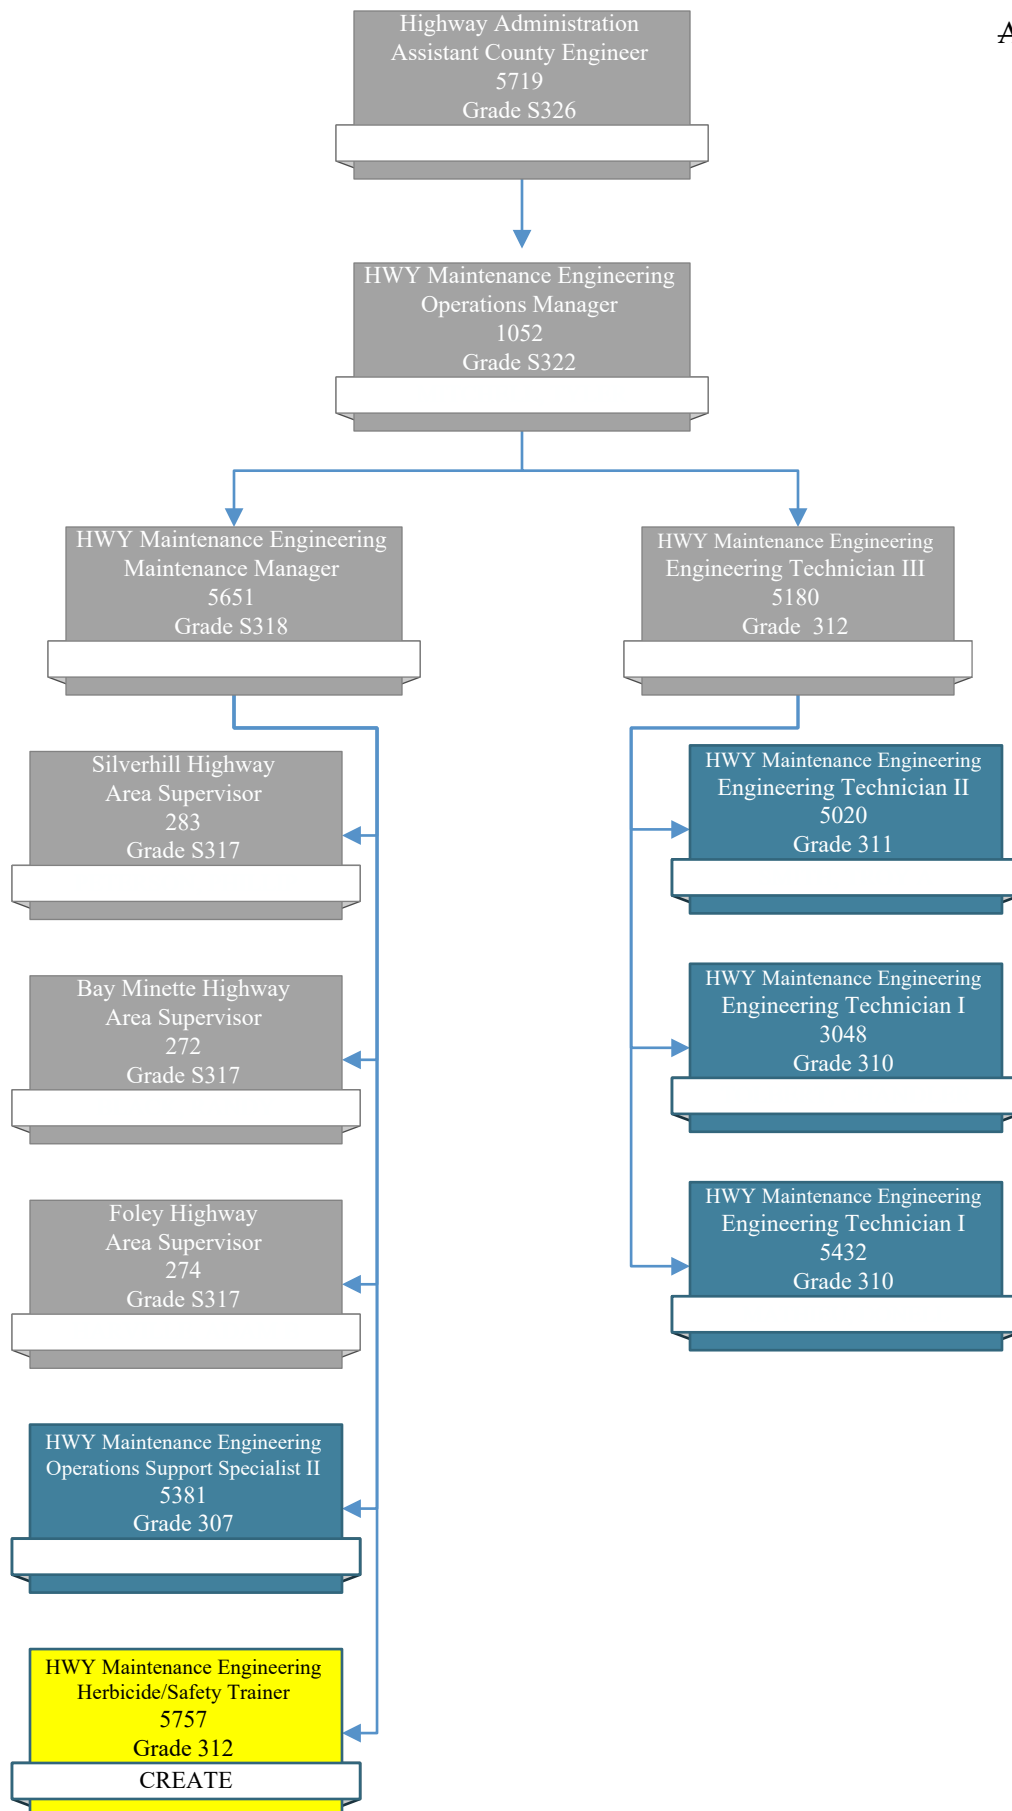 Highway Administration
Assistant County Engineer
5719
Grade S326
HWY Maintenance Engineering
Operations Manager
1052
Grade S322
HWY Maintenance Engineering
Maintenance Manager
5651
Grade S318
HWY Maintenance Engineering
Engineering Technician III
5180
Grade 312
Silverhill Highway
Area Supervisor
283
Grade S317
Bay Minette Highway
Area Supervisor
272
Grade S317
Foley Highway
Area Supervisor
274
Grade S317
HWY Maintenance Engineering
Operations Support Specialist II
5381
Grade 307
HWY Maintenance Engineering
Herbicide/Safety Trainer
5757
Grade 312
CREATE
HWY Maintenance Engineering
Engineering Technician II
5020
Grade 311
HWY Maintenance Engineering
Engineering Technician I
3048
Grade 310
HWY Maintenance Engineering
Engineering Technician I
5432
Grade 310